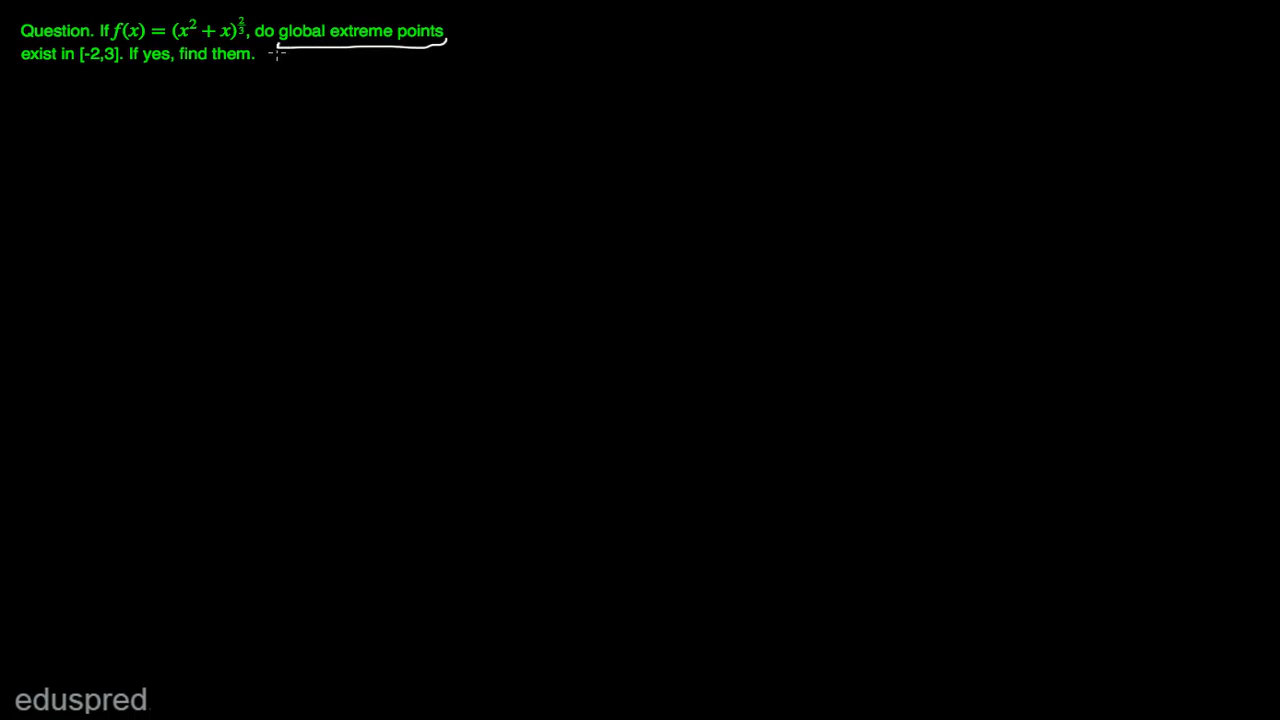 Question. If f(x) = (x² + x)^(2/3), do global extreme points
exist in [-2,3]. If yes, find them.
eduspred